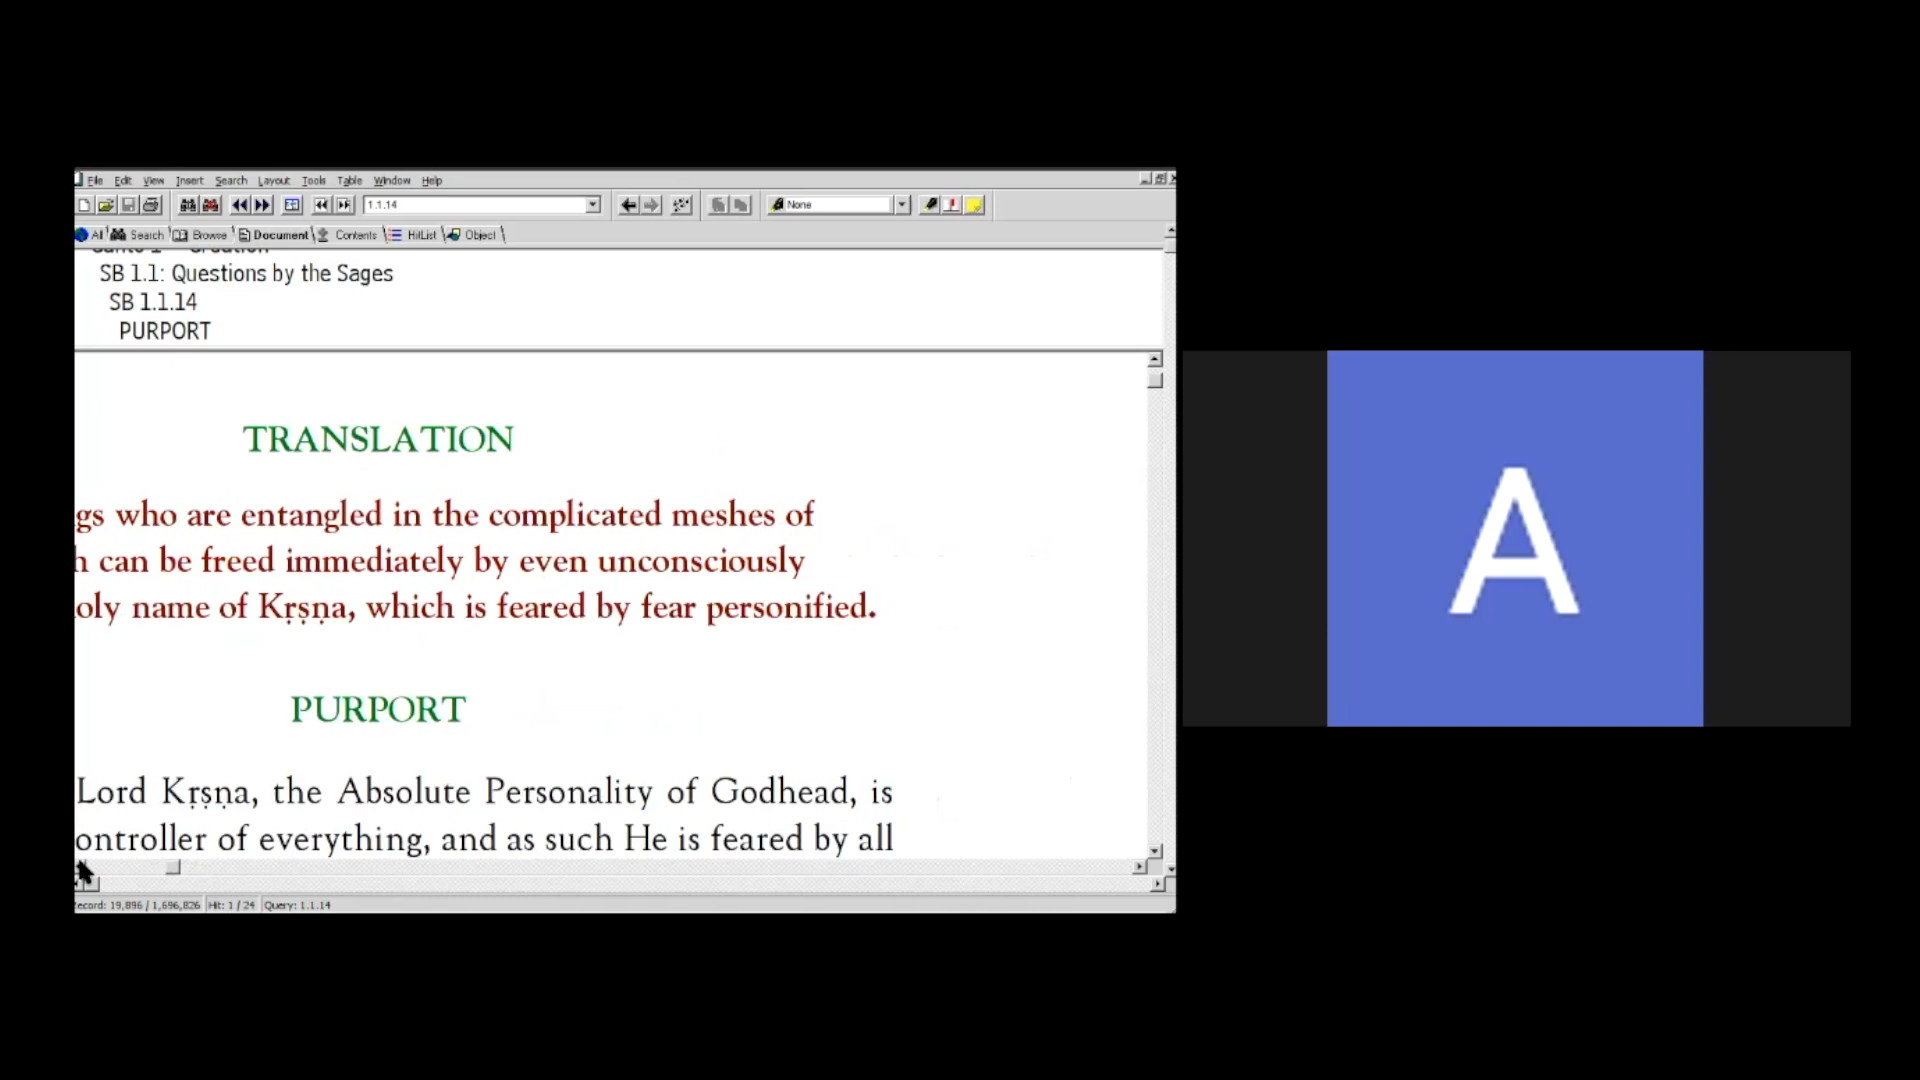 File Edit View Insert Search Layout Tools Table Window Help
1.1.14 None
All Search Browse Document Contents HitList Object
SB 1.1: Questions by the Sages
SB 1.1.14
PURPORT
TRANSLATION
gs who are entangled in the complicated meshes of
h can be freed immediately by even unconsciously
oly name of Kṛṣṇa, which is feared by fear personified.
PURPORT
Lord Kṛṣṇa, the Absolute Personality of Godhead, is
ontroller of everything, and as such He is feared by all
ecord: 19,896 / 1,696,826 Hit: 1 / 24 Query: 1.1.14
A